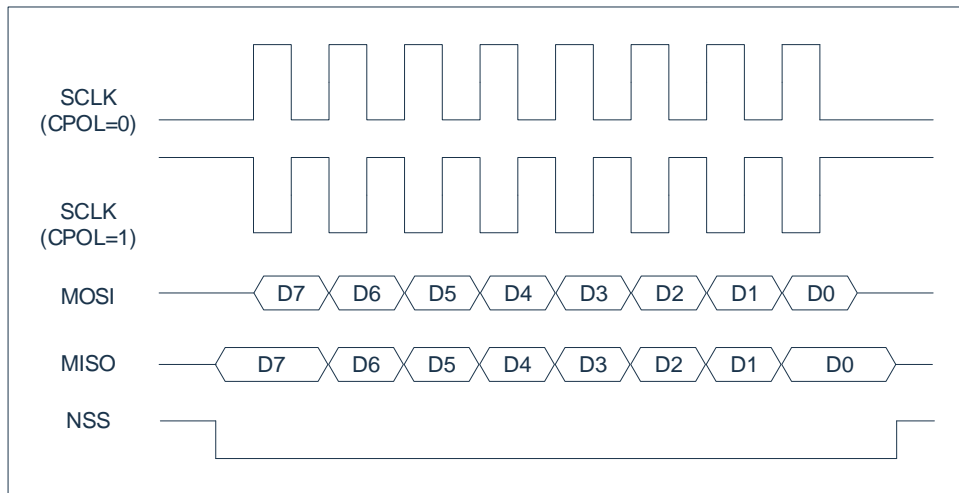 SCLK
(CPOL=0)
SCLK
(CPOL=1)
MOSI D7 D6 D5 D4 D3 D2 D1 D0
MISO D7 D6 D5 D4 D3 D2 D1 D0
NSS